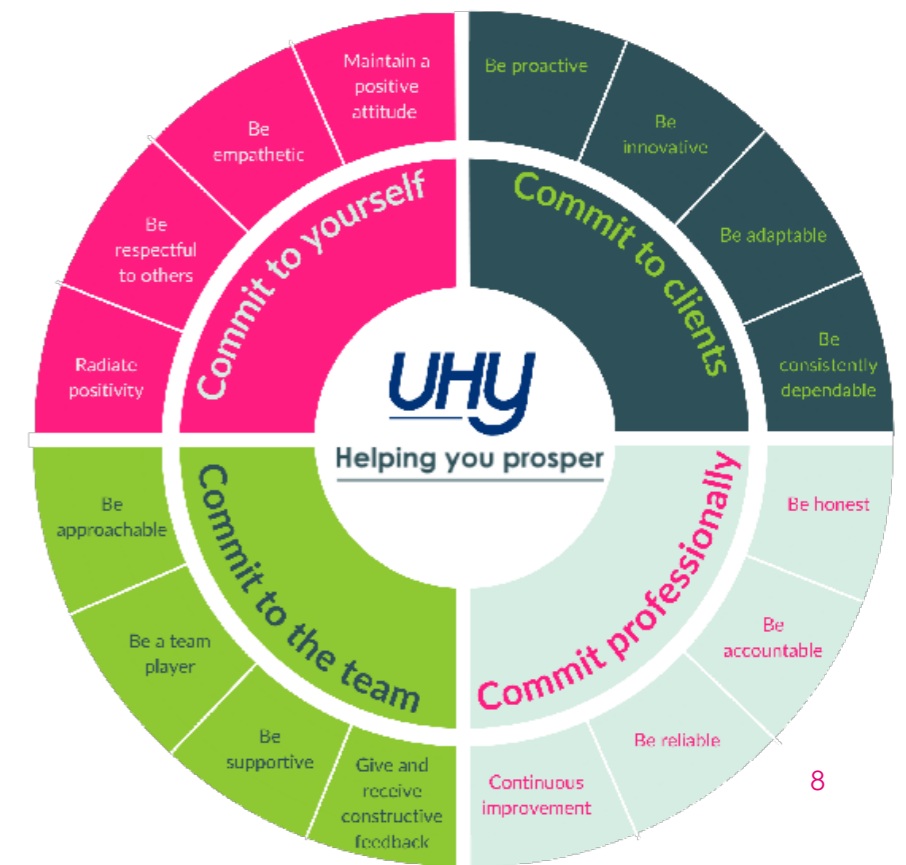 Maintain a
positive
attitude
Be
empathetic
Be
respectful
to others
Radiate
positivity
Commit to yourself
Be proactive
Be
innovative
Be adaptable
Be
consistently
dependable
Commit to clients
UHY
Helping you prosper
Be
approachable
Be a team
player
Be
supportive
Give and
receive
constructive
feedback
Commit to the team
Be honest
Be
accountable
Be reliable
Continuous
improvement
Commit professionally
8